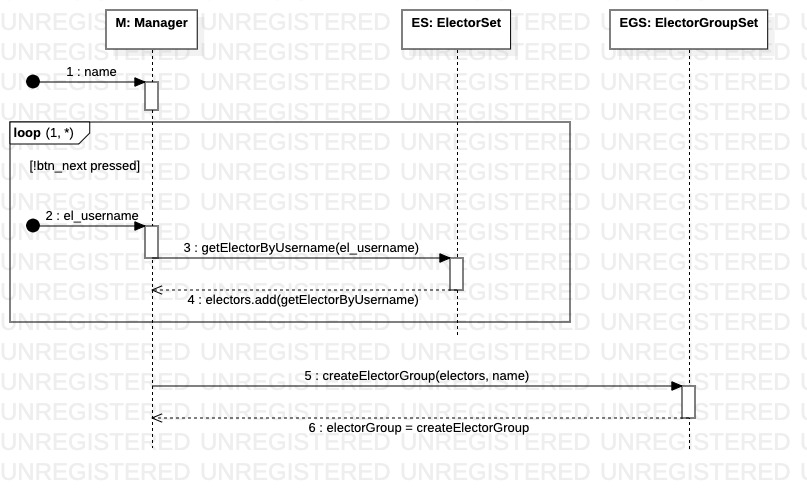 M: Manager
ES: ElectorSet
EGS: ElectorGroupSet
1 : name
loop (1, *)
[!btn_next pressed]
2 : el_username
3 : getElectorByUsername(el_username)
4 : electors.add(getElectorByUsername)
5 : createElectorGroup(electors, name)
6 : electorGroup = createElectorGroup
UNREGISTERED